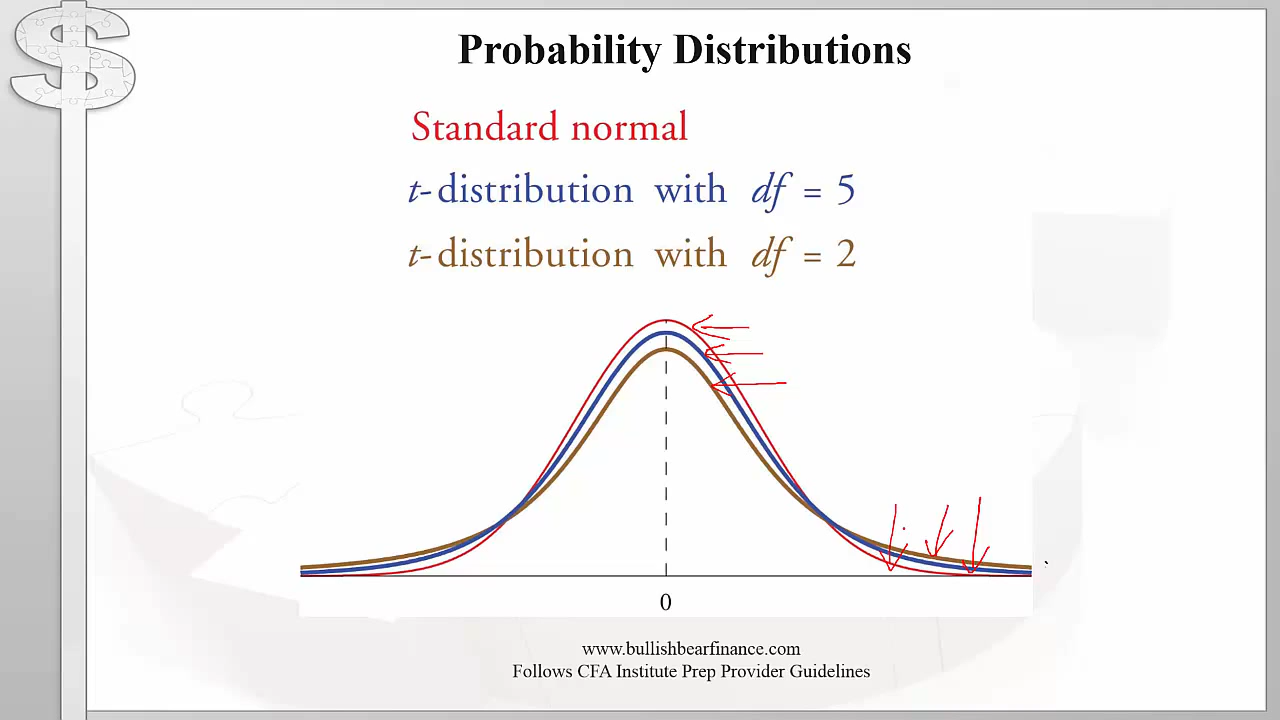 Probability Distributions
Standard normal
t-distribution with df = 5
t-distribution with df = 2
0
www.bullishbearfinance.com
Follows CFA Institute Prep Provider Guidelines